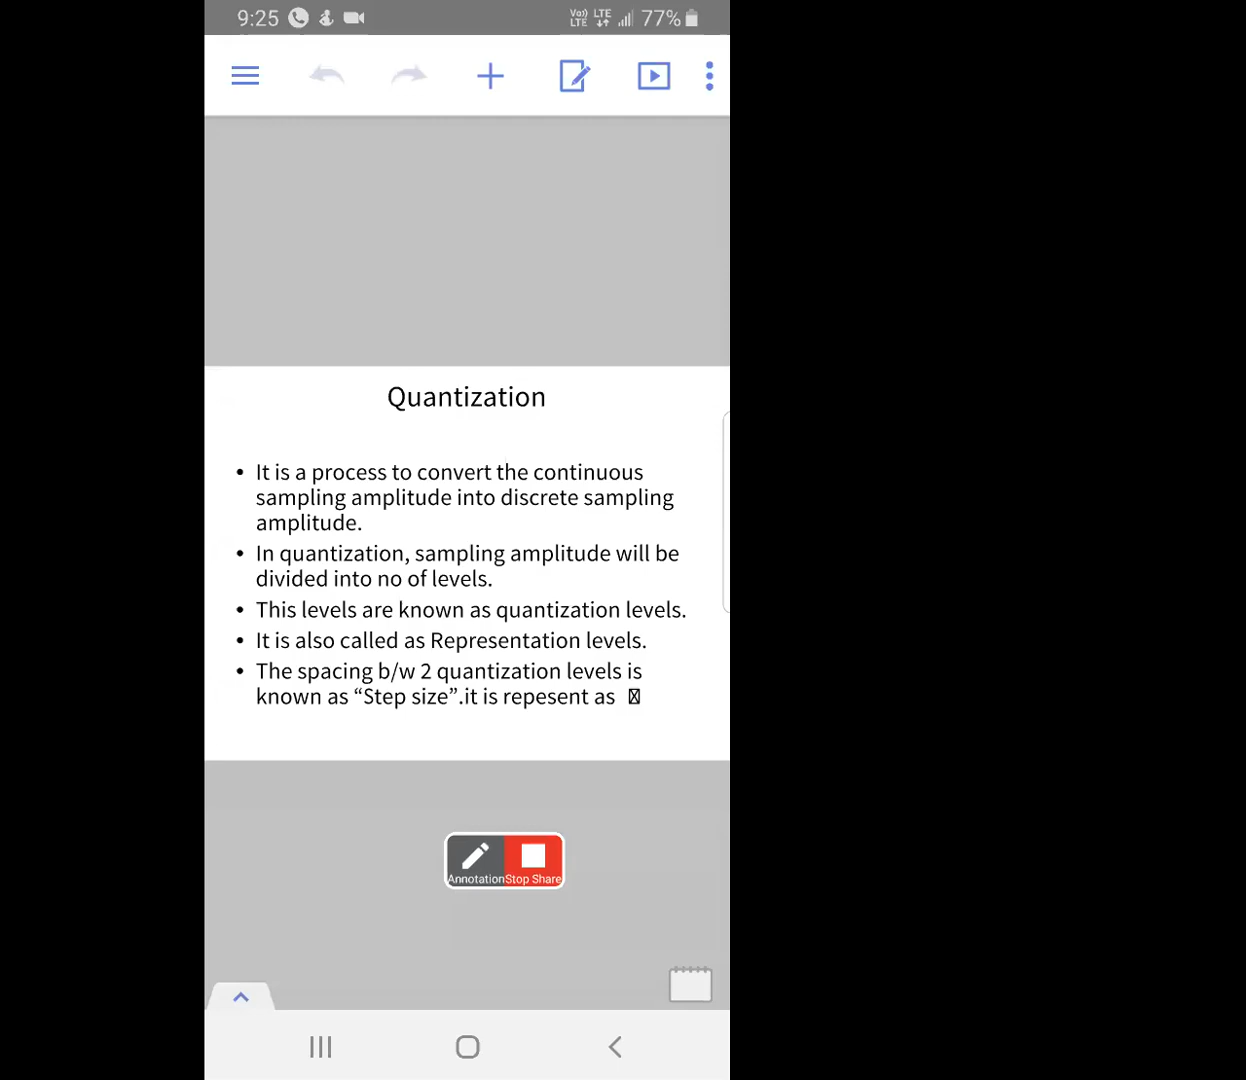 9:25 Vo)) LTE LTE 77%
Quantization
• It is a process to convert the continuous
sampling amplitude into discrete sampling
amplitude.
• In quantization, sampling amplitude will be
divided into no of levels.
• This levels are known as quantization levels.
• It is also called as Representation levels.
• The spacing b/w 2 quantization levels is
known as “Step size”.it is repesent as
Annotation Stop Share